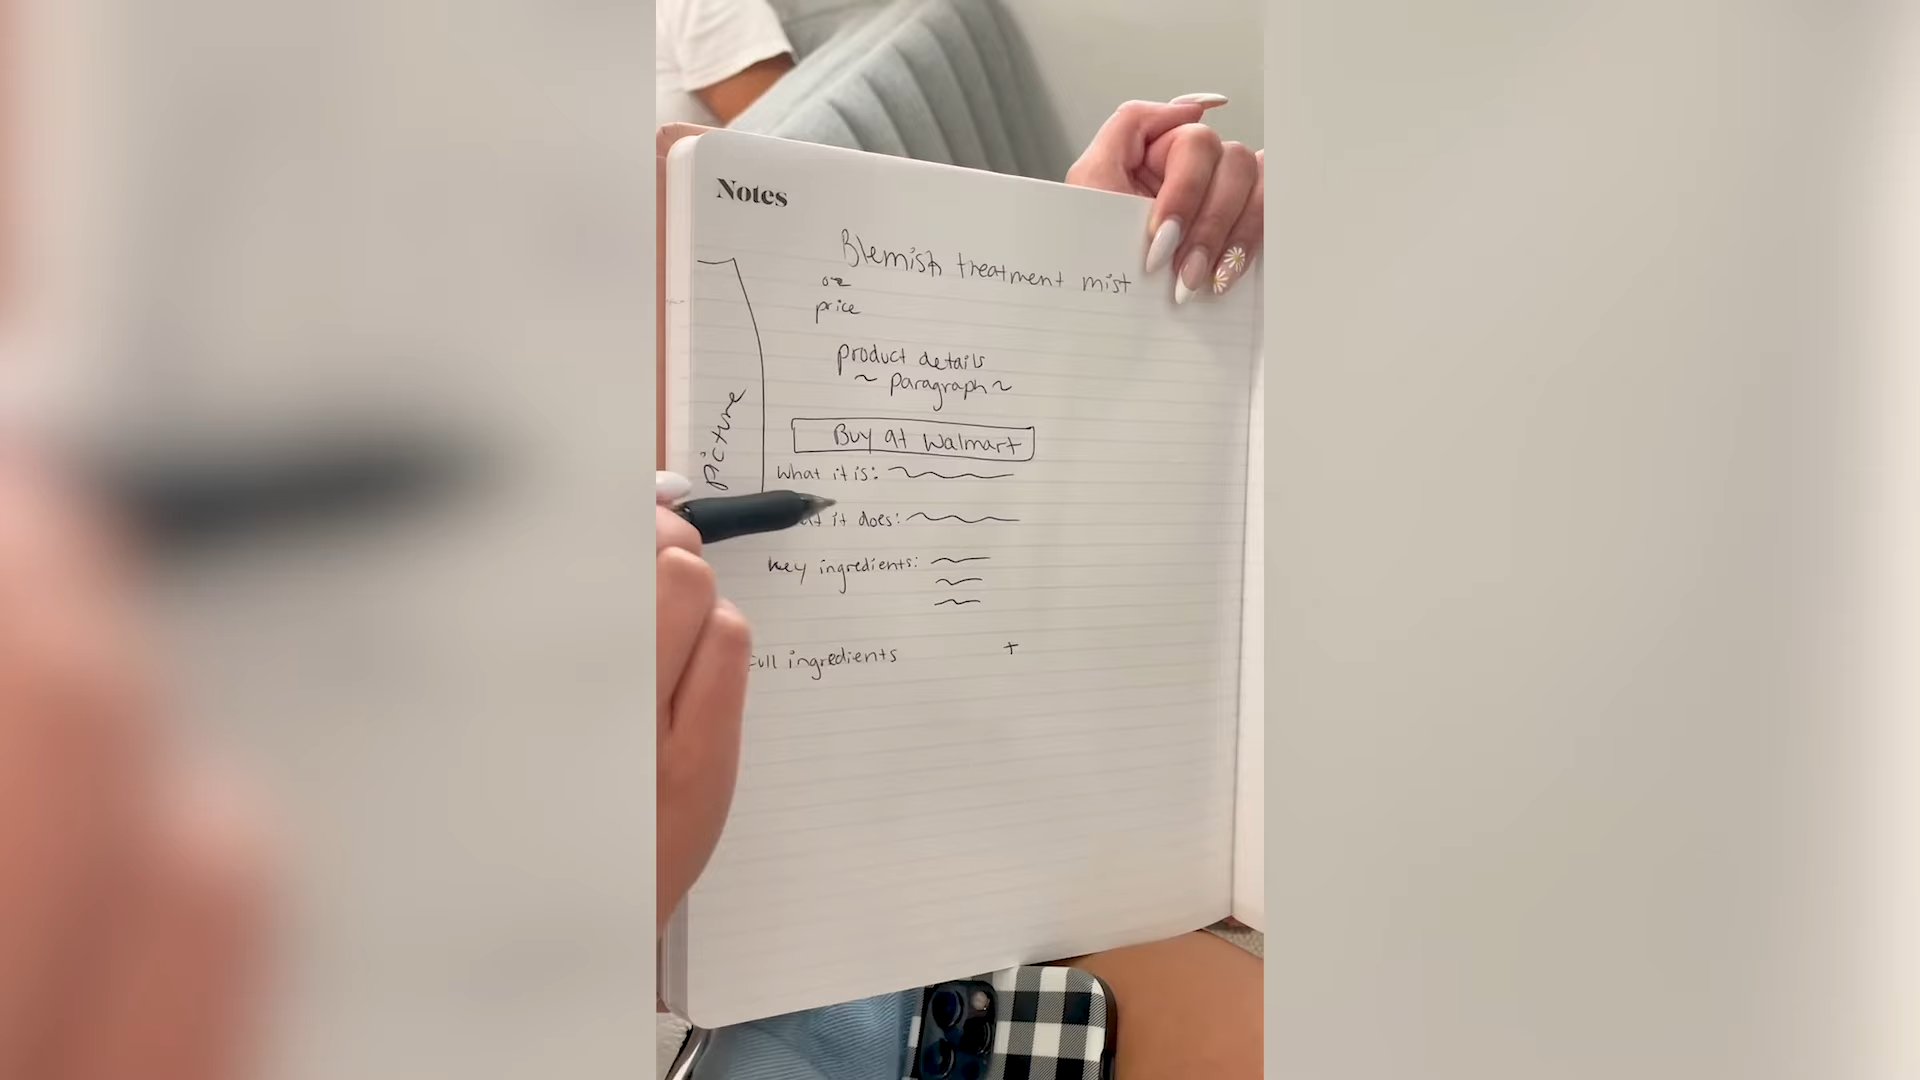 Notes
Blemish treatment mist
oz
price
product details
~ paragraph ~
picture
Buy at Walmart
What it is:
it does:
key ingredients:
Full ingredients +